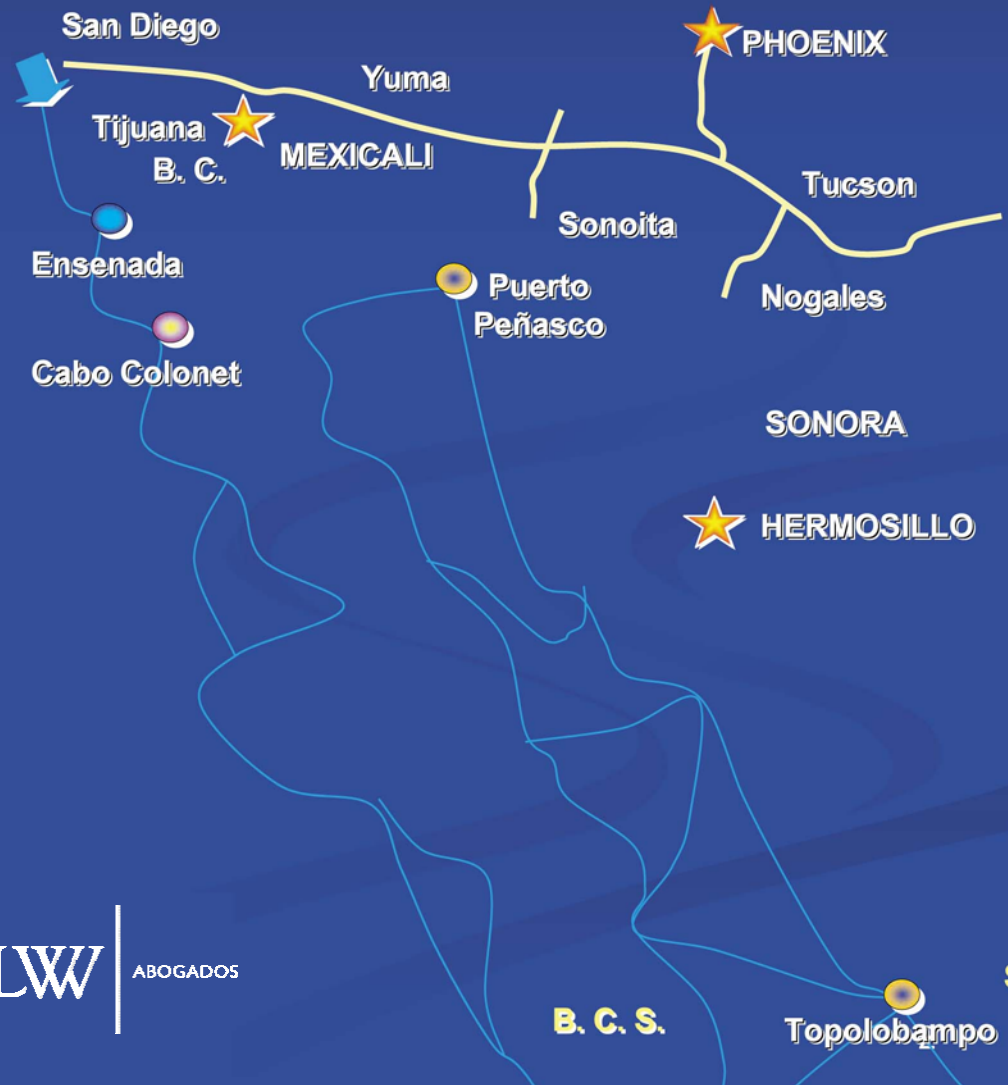 San Diego
PHOENIX
Yuma
Tijuana
B. C.
MEXICALI
Tucson
Sonoita
Ensenada
Puerto
Peñasco
Nogales
Cabo Colonet
SONORA
HERMOSILLO
LW
ABOGADOS
B. C. S.
Topolobampo